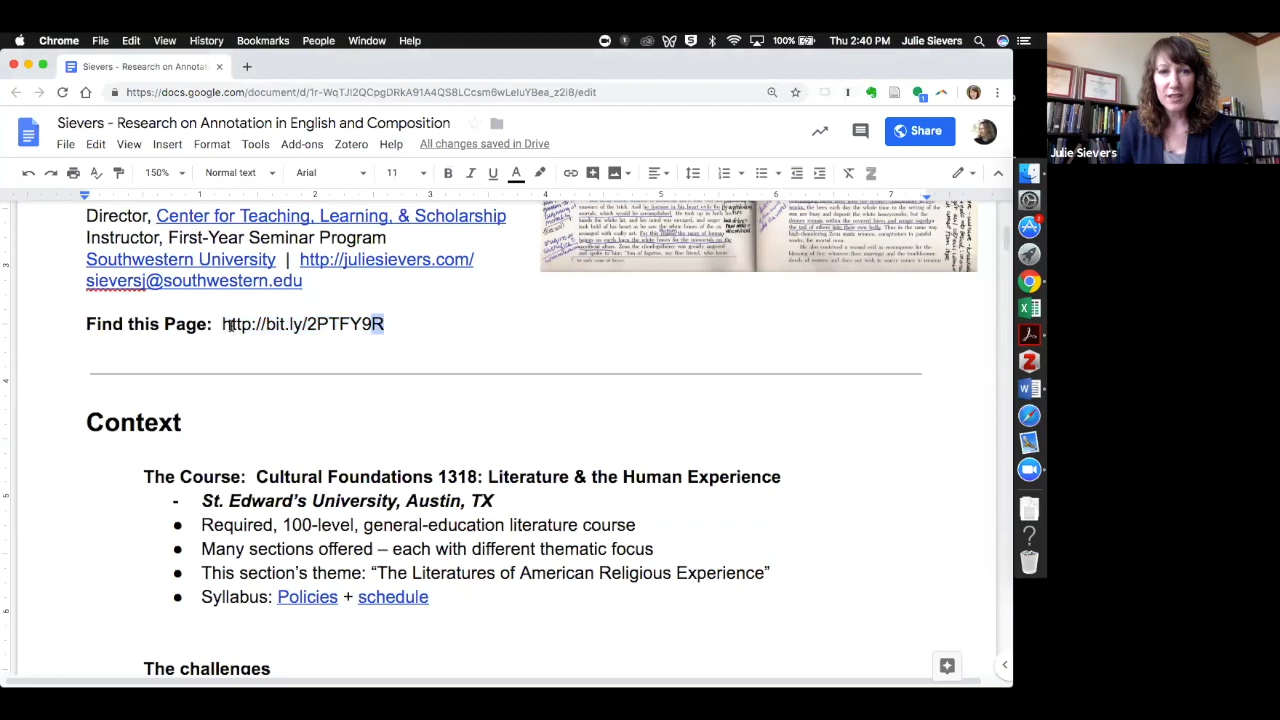 Chrome File Edit View History Bookmarks People Window Help 100% Thu 2:40 PM Julie Sievers
Sievers - Research on Annotat
https://docs.google.com/document/d/1r-WqTJl2QCpgDRkA91A4QS8LCcsm6wLeIuYBea_z2i8/edit
Sievers - Research on Annotation in English and Composition
File Edit View Insert Format Tools Add-ons Zotero Help All changes saved in Drive
Share
150% Normal text Arial 11
Director, Center for Teaching, Learning, & Scholarship
Instructor, First-Year Seminar Program
Southwestern University | http://juliesievers.com/
sieversj@southwestern.edu
Find this Page: http://bit.ly/2PTFY9R
Context
The Course: Cultural Foundations 1318: Literature & the Human Experience
- St. Edward’s University, Austin, TX
● Required, 100-level, general-education literature course
● Many sections offered – each with different thematic focus
● This section’s theme: “The Literatures of American Religious Experience”
● Syllabus: Policies + schedule
The challenges
Julie Sievers